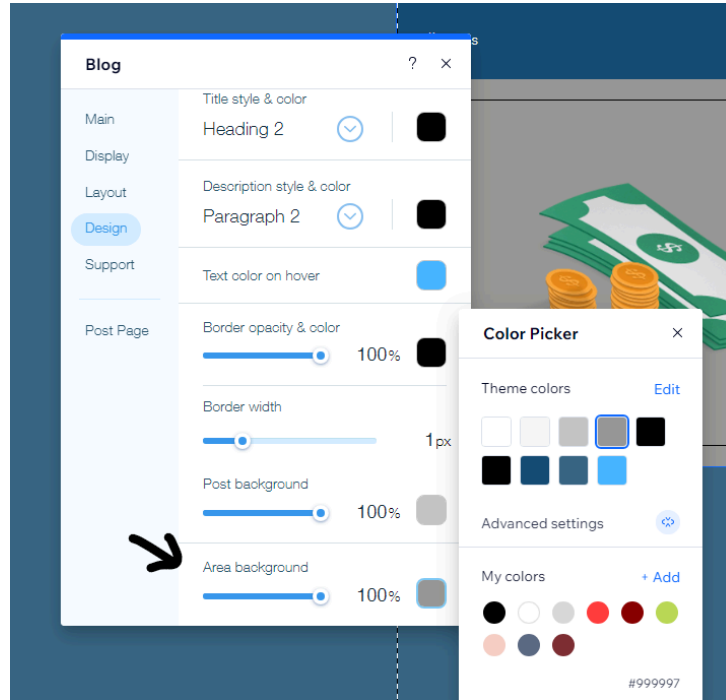 s
Blog
?
Main
Display
Layout
Design
Support
Post Page
Title style & color
Heading 2
Description style & color
Paragraph 2
Text color on hover
Border opacity & color
100%
Border width
1px
Post background
100%
Area background
100%
$
Color Picker
Theme colors Edit
Advanced settings
My colors + Add
#999997